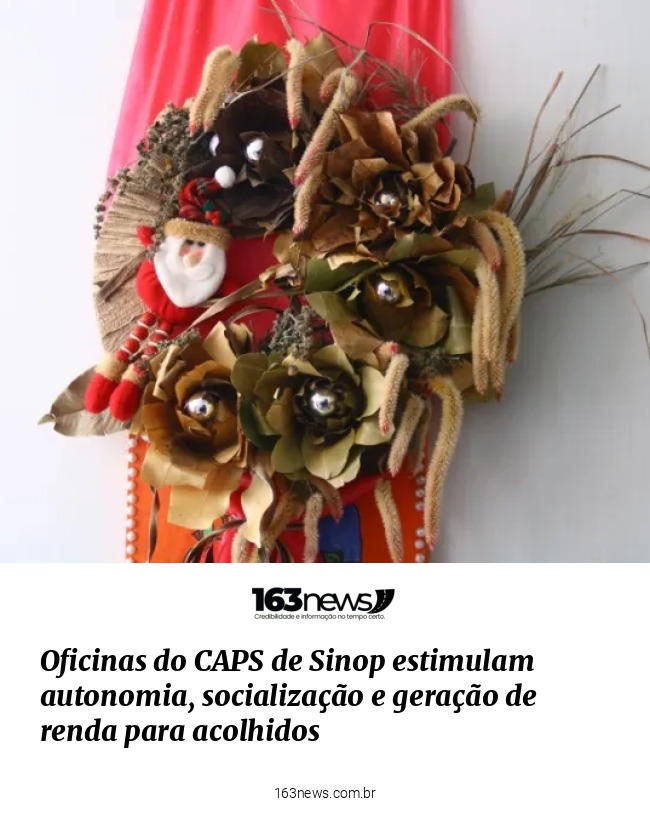 163news
Credibilidade e informação no tempo certo.
Oficinas do CAPS de Sinop estimulam
autonomia, socialização e geração de
renda para acolhidos
163news.com.br